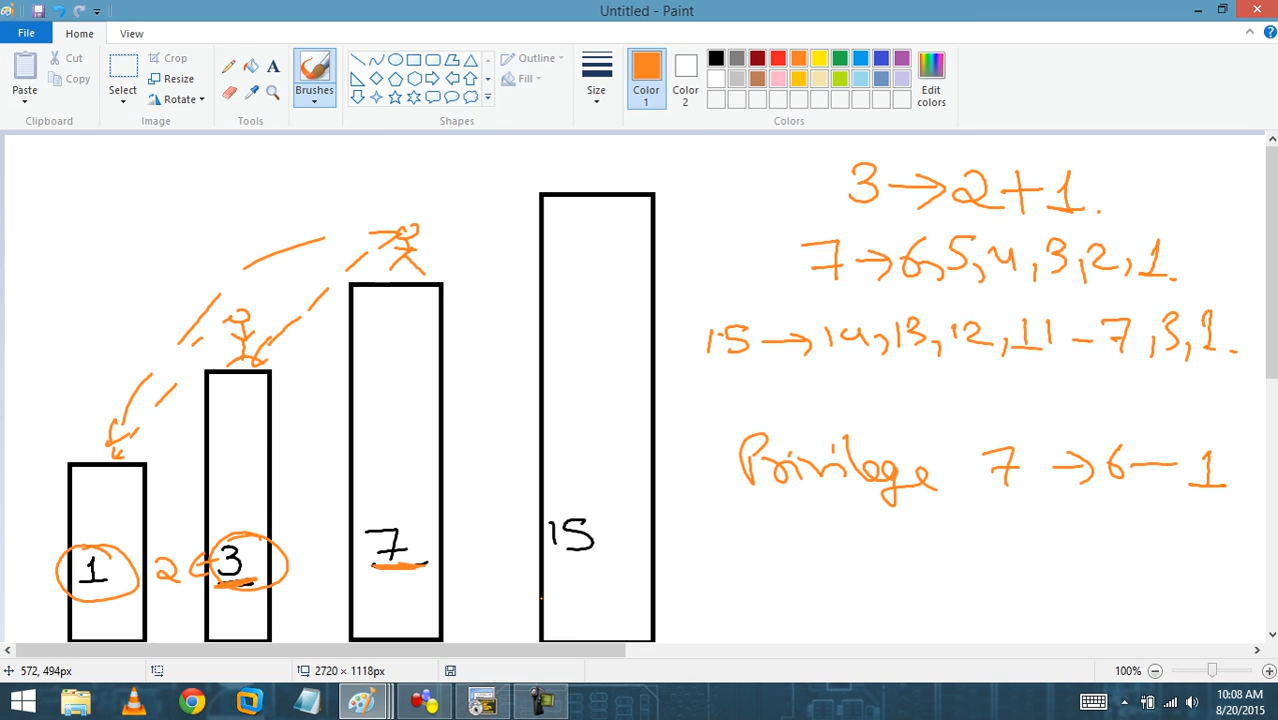 Untitled - Paint
File Home View
Paste
Cut
Copy
Clipboard
Select
Crop
Resize
Rotate
Image
A
Tools
Brushes
Outline
Fill
Shapes
Size
Color 1
Color 2
Edit colors
Colors
3 → 2 + 1.
7 → 6, 5, 4, 3, 2, 1.
15 → 14, 13, 12, 11 - 7, 3, 1.
Privilege 7 → 6 — 1
1 2 ← 3 7 15
572, 494px
2720 × 1118px
100%
10:08 AM
8/20/2015